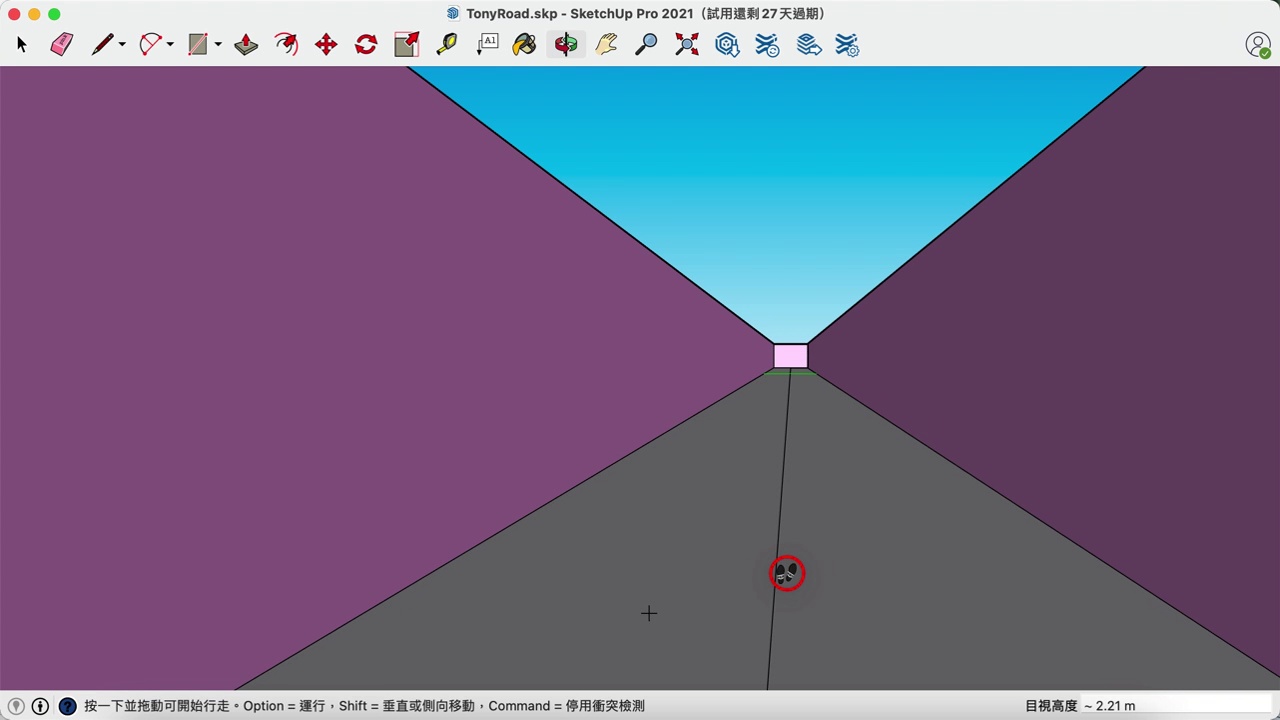 TonyRoad.skp - SketchUp Pro 2021（試用還剩 27 天過期）
A1
按一下並拖動可開始行走。Option = 運行，Shift = 垂直或側向移動，Command = 停用衝突檢測
目視高度 ~ 2.21 m